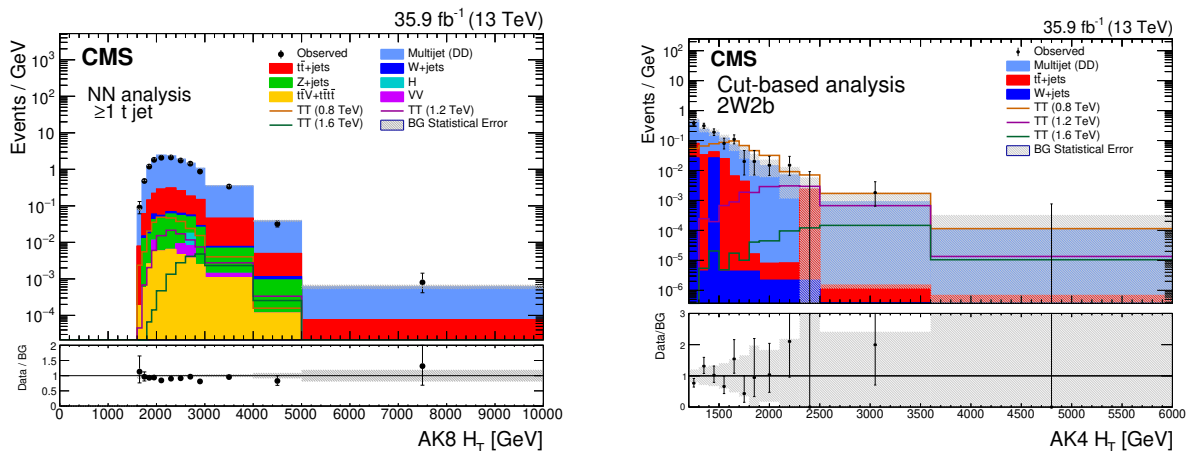 35.9 fb⁻¹ (13 TeV)
CMS
NN analysis
≥1 t jet
Observed
Multijet (DD)
tt̄+jets
W+jets
Z+jets
H
tt̄V+tt̄tt̄
VV
TT (0.8 TeV)
TT (1.2 TeV)
TT (1.6 TeV)
BG Statistical Error
Events / GeV
10³
10²
10
1
10⁻¹
10⁻²
10⁻³
10⁻⁴
Data / BG
2
1.5
1
0.5
0
0 1000 2000 3000 4000 5000 6000 7000 8000 9000 10000
AK8 H_T [GeV]
35.9 fb⁻¹ (13 TeV)
CMS
Cut-based analysis
2W2b
Observed
Multijet (DD)
tt̄+jets
W+jets
TT (0.8 TeV)
TT (1.2 TeV)
TT (1.6 TeV)
BG Statistical Error
Events / GeV
10²
10
1
10⁻¹
10⁻²
10⁻³
10⁻⁴
10⁻⁵
10⁻⁶
Data/BG
3
2
1
0
1500 2000 2500 3000 3500 4000 4500 5000 5500 6000
AK4 H_T [GeV]